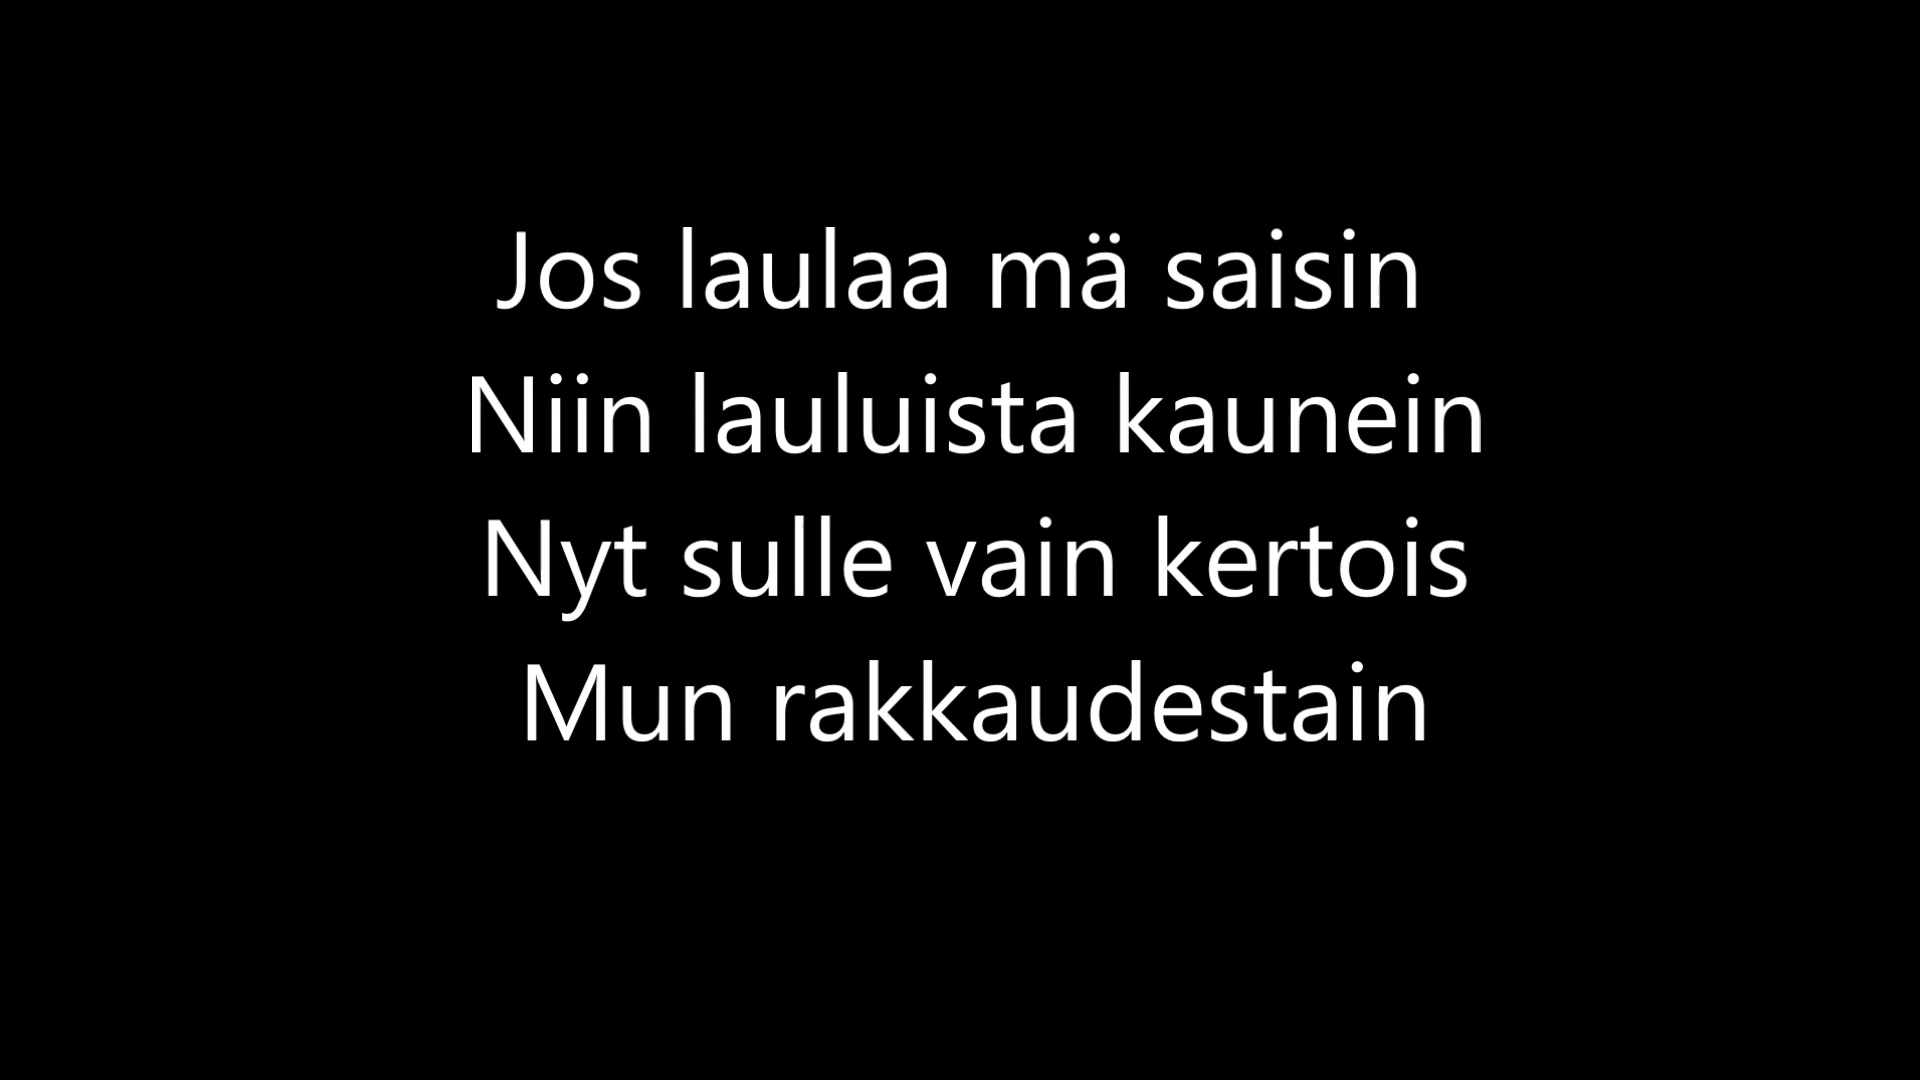 Jos laulaa mä saisin
Niin lauluista kaunein
Nyt sulle vain kertois
Mun rakkaudestain